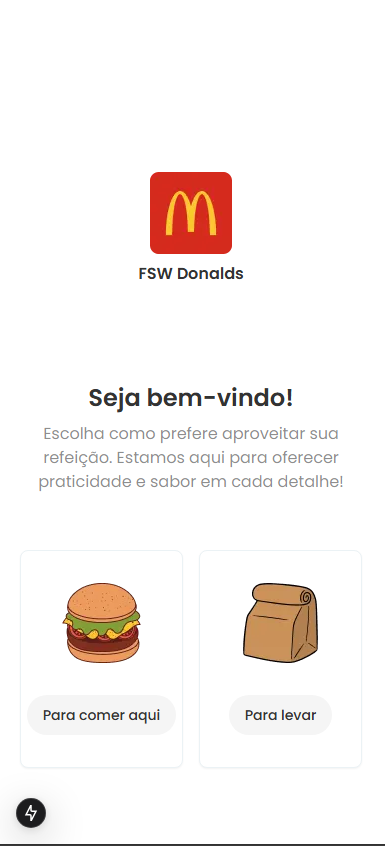 FSW Donalds
Seja bem-vindo!
Escolha como prefere aproveitar sua
refeição. Estamos aqui para oferecer
praticidade e sabor em cada detalhe!
Para comer aqui
Para levar